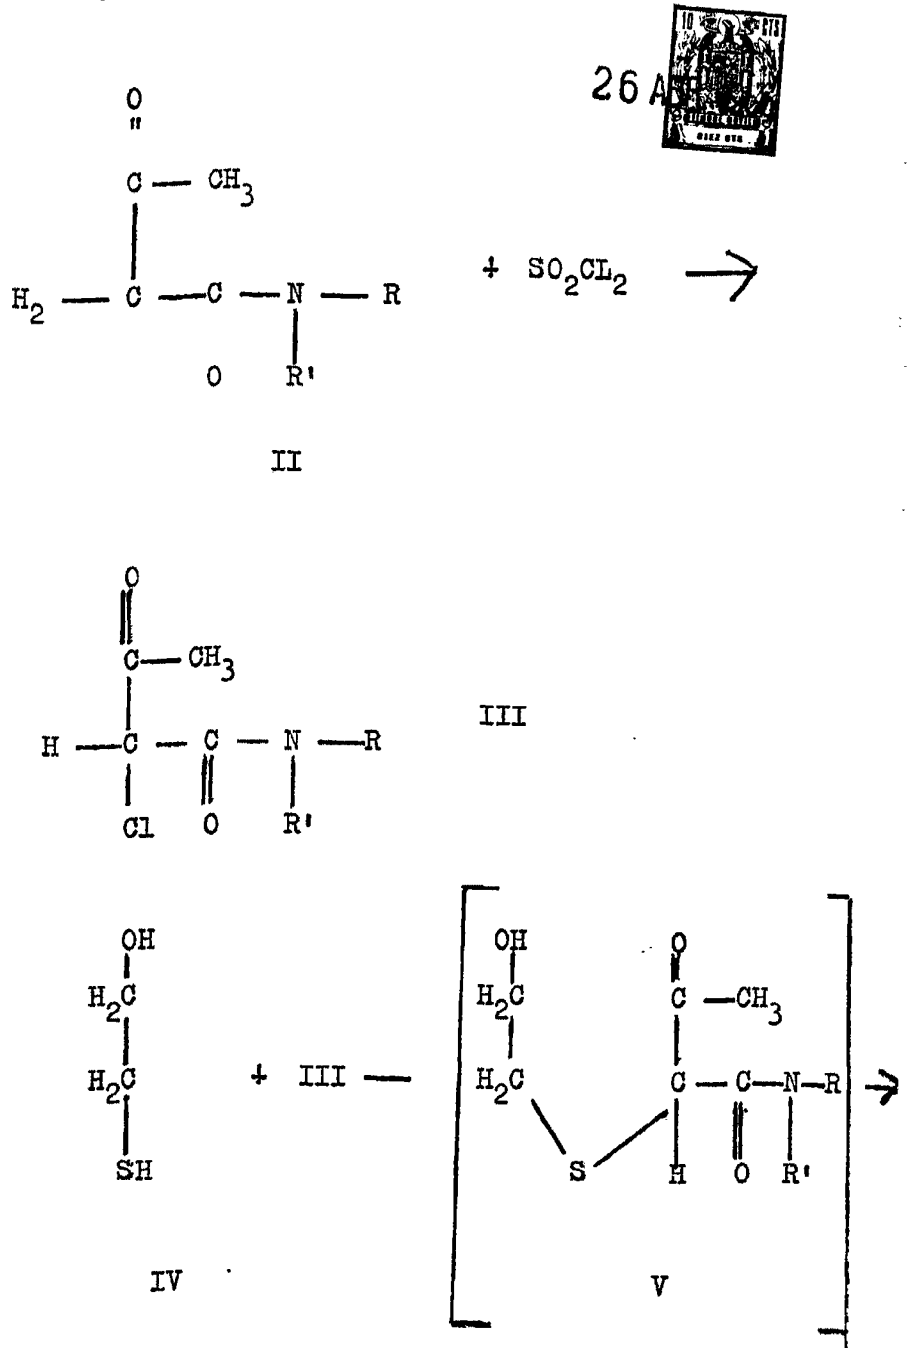 10 CTS
26 A
O
"
C — CH3
+ SO2CL2
H2 — C — C — N — R
O R'
II
O
C — CH3
III
H — C — C — N — R
Cl O R'
OH OH O
H2C H2C C — CH3
H2C + III — H2C C — C — N — R
SH S H O R'
IV V